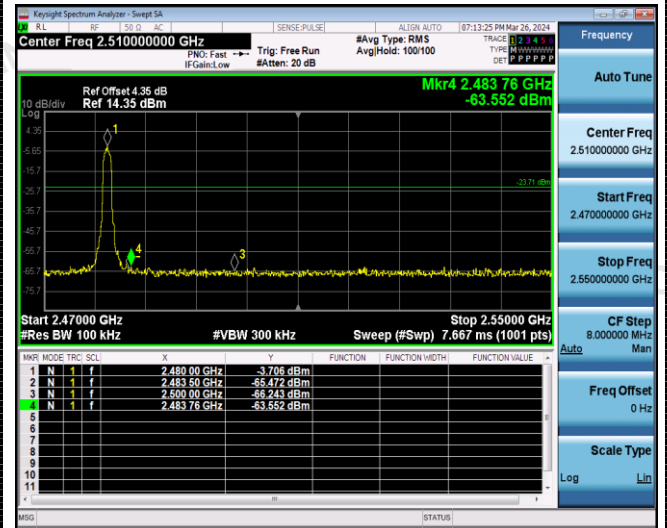 Keysight Spectrum Analyzer - Swept SA
RL RF 50 Ω AC SENSE:PULSE ALIGN AUTO 07:13:25 PM Mar 26, 2024
Center Freq 2.510000000 GHz
PNO: Fast
IFGain:Low
Trig: Free Run
#Atten: 20 dB
#Avg Type: RMS
Avg|Hold: 100/100
TRACE 1 2 3 4 5 6
TYPE M W W W W W
DET P P P P P P
Mkr4 2.483 76 GHz
-63.552 dBm
Ref Offset 4.35 dB
10 dB/div Ref 14.35 dBm
Log
4.35
-5.65
-15.7
-25.7
-35.7
-45.7
-55.7
-65.7
-75.7
1
4
3
-23.71 dBm
Start 2.47000 GHz Stop 2.55000 GHz
#Res BW 100 kHz #VBW 300 kHz Sweep (#Swp) 7.667 ms (1001 pts)
MKR MODE TRC SCL X Y FUNCTION FUNCTION WIDTH FUNCTION VALUE
1 N 1 f 2.480 00 GHz -3.706 dBm
2 N 1 f 2.483 50 GHz -65.472 dBm
3 N 1 f 2.500 00 GHz -66.243 dBm
4 N 1 f 2.483 76 GHz -63.552 dBm
5
6
7
8
9
10
11
MSG STATUS
Frequency
Auto Tune
Center Freq
2.510000000 GHz
Start Freq
2.470000000 GHz
Stop Freq
2.550000000 GHz
CF Step
8.000000 MHz
Auto Man
Freq Offset
0 Hz
Scale Type
Log Lin